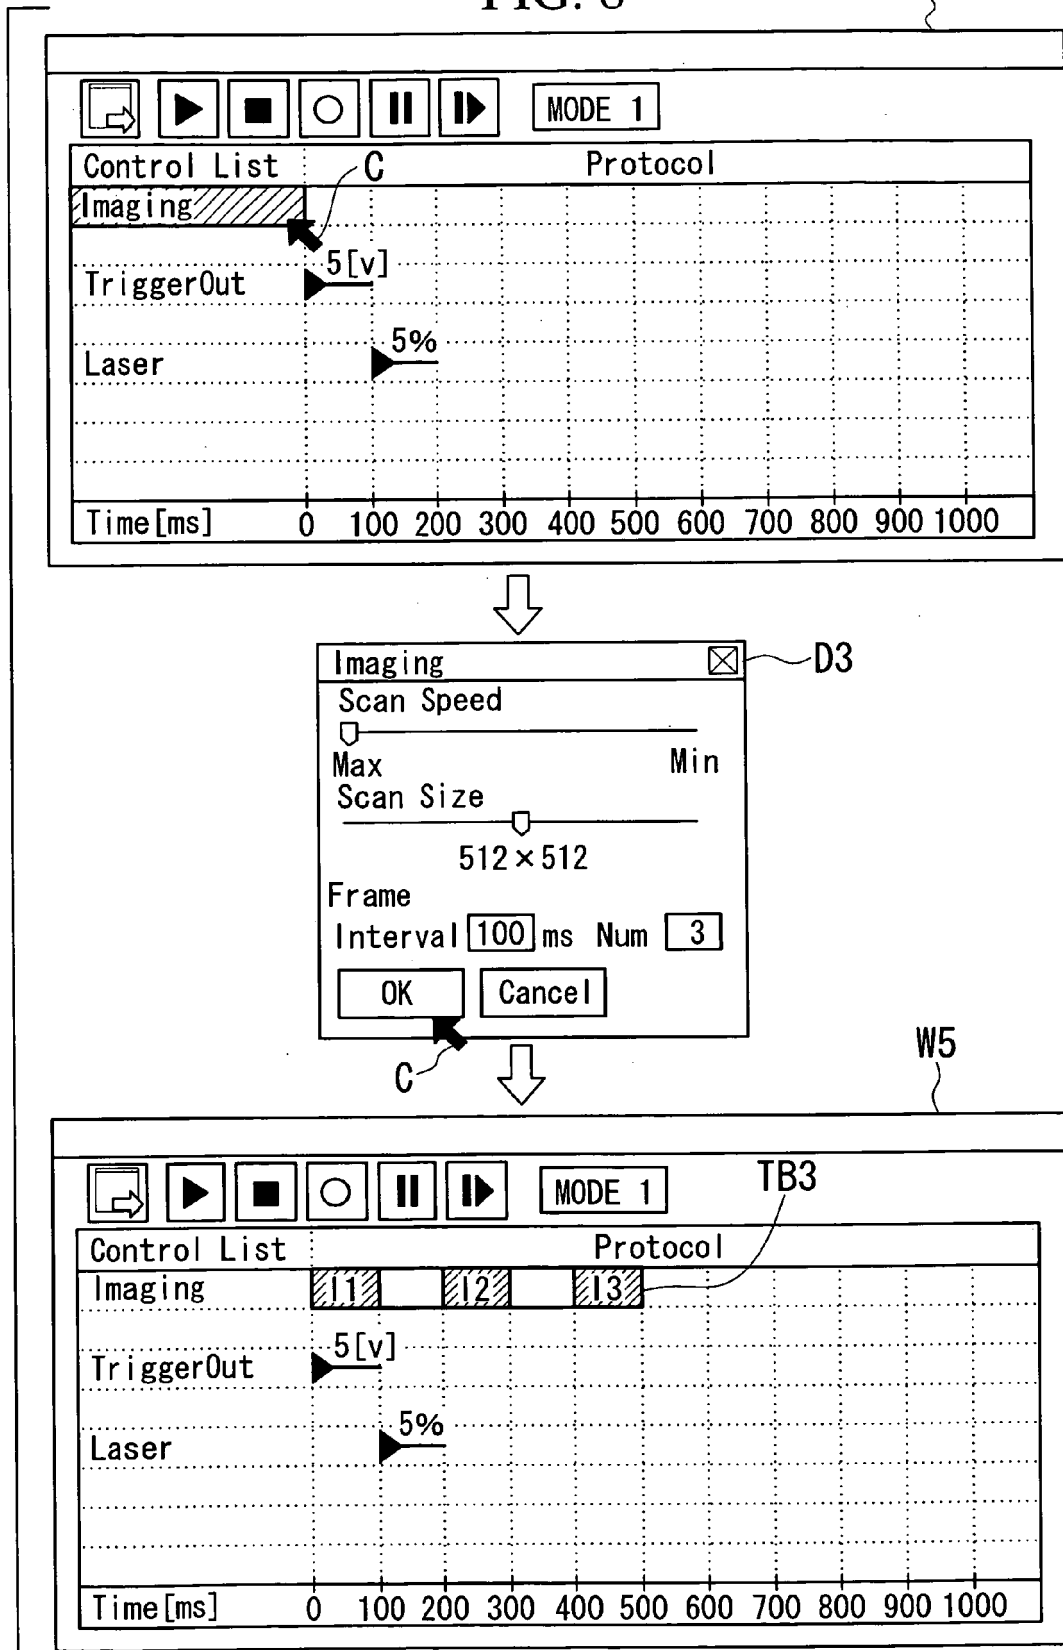 MODE 1
Control List Protocol
C
Imaging
5[v]
TriggerOut
5%
Laser
Time[ms] 0 100 200 300 400 500 600 700 800 900 1000
Imaging
D3
Scan Speed
Max Min
Scan Size
512×512
Frame
Interval 100 ms Num 3
OK Cancel
C
W5
MODE 1
TB3
Control List Protocol
Imaging I1 I2 I3
5[v]
TriggerOut
5%
Laser
Time[ms] 0 100 200 300 400 500 600 700 800 900 1000